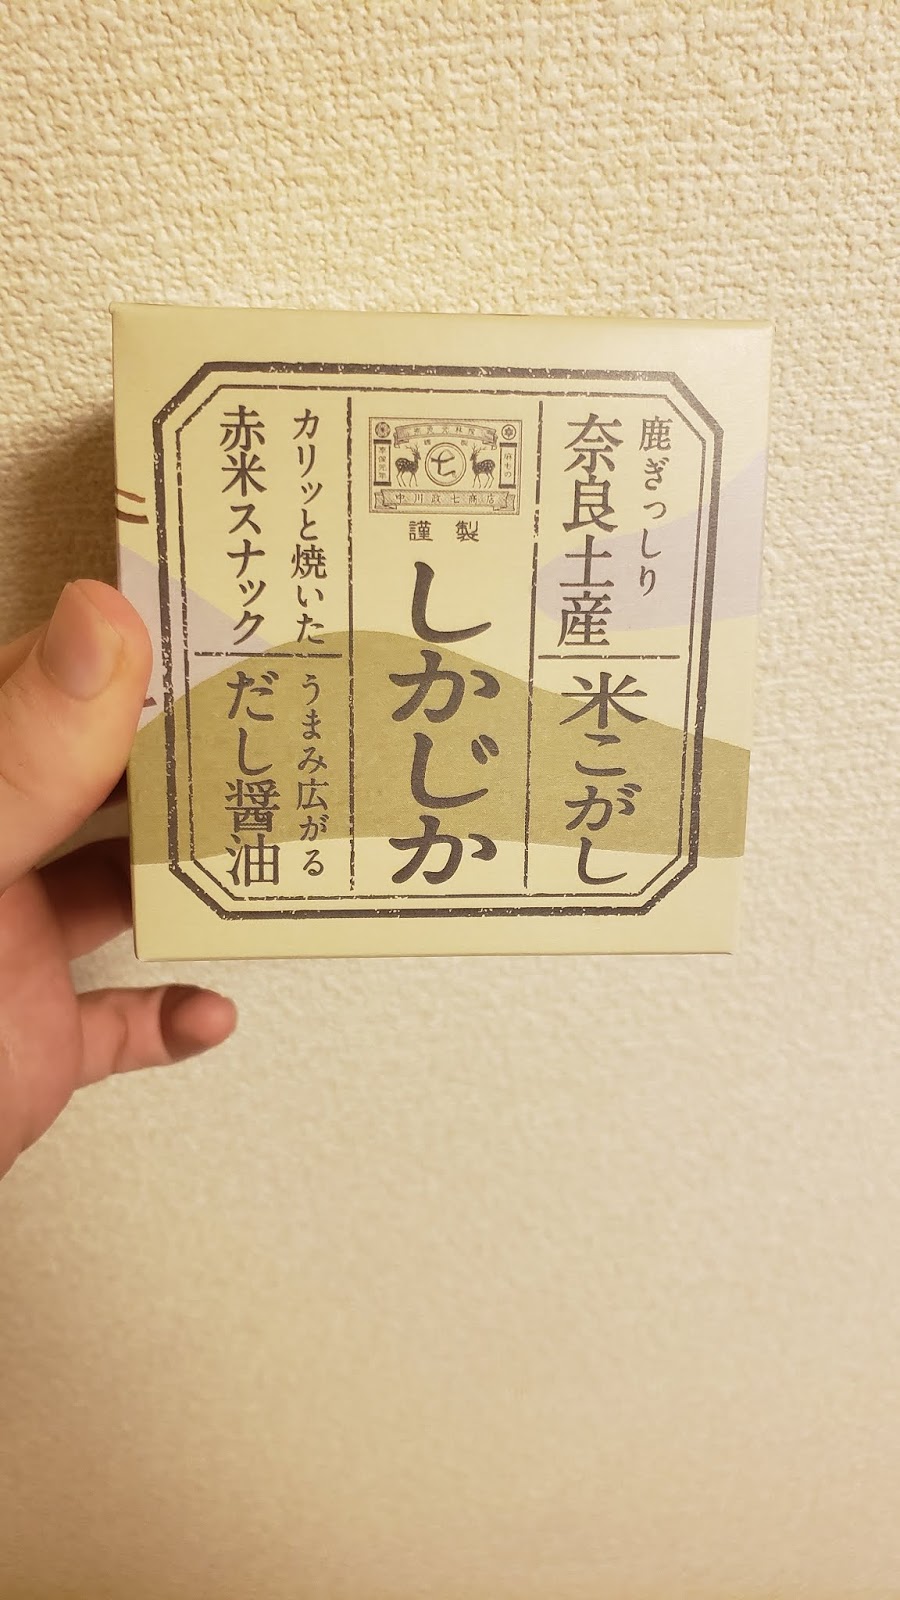 鹿ぎっしり
奈良土産
米こがし
中川政七商店
謹製
しかじか
カリッと焼いた
赤米スナック
うまみ広がる
だし醤油